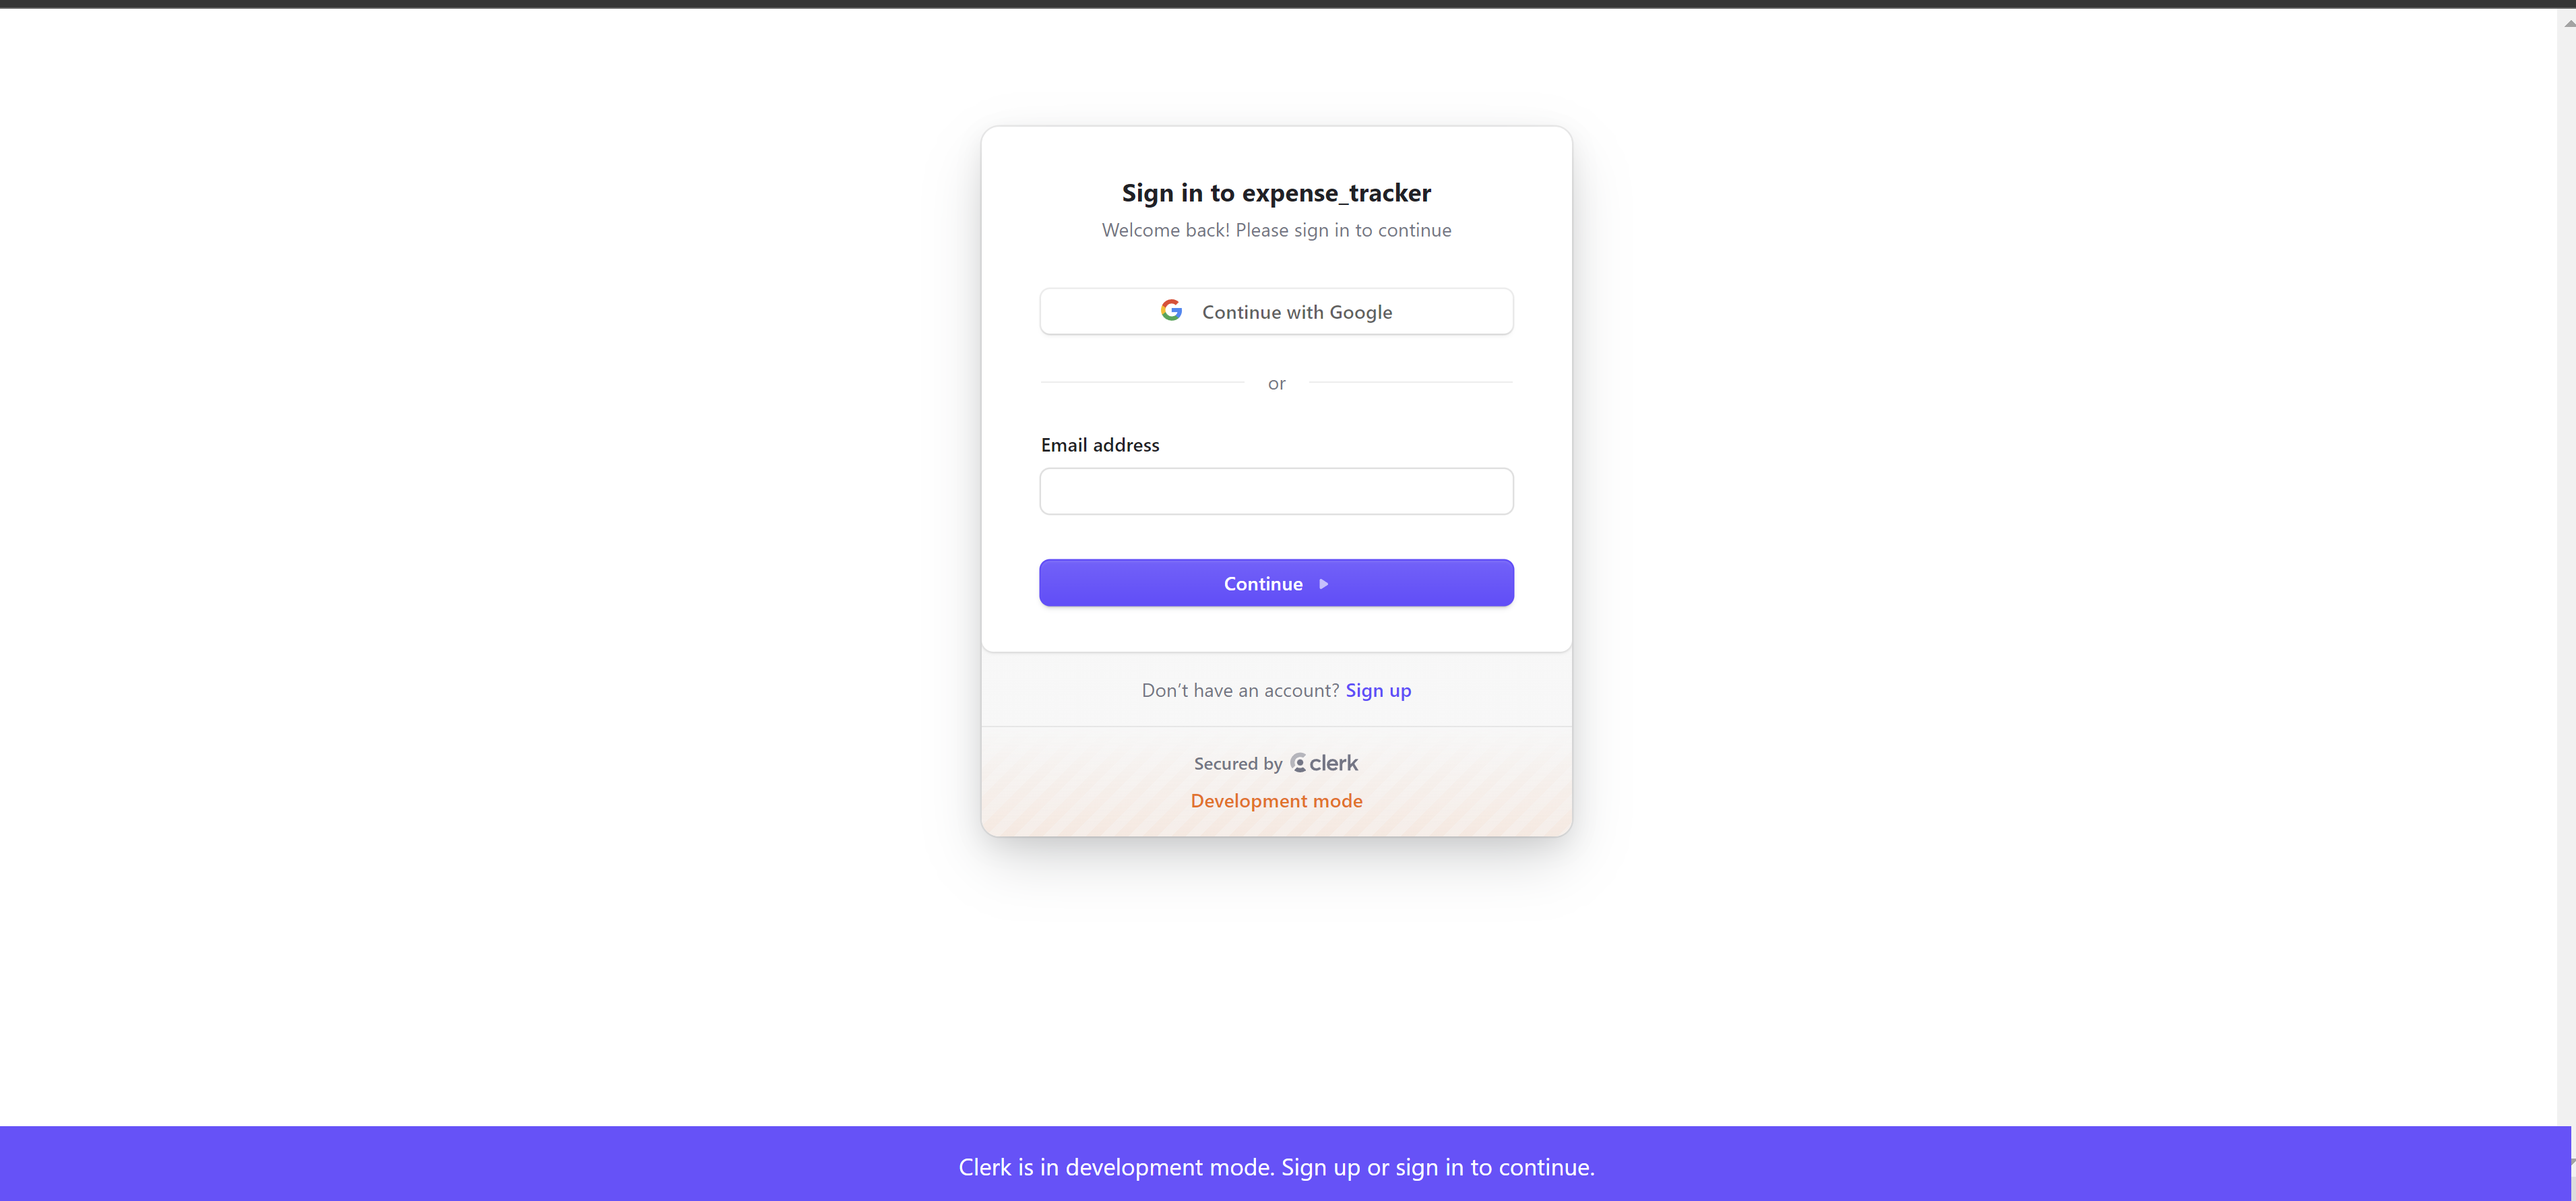 Sign in to expense_tracker
Welcome back! Please sign in to continue
Continue with Google
or
Email address
Continue
Don't have an account? Sign up
Secured by clerk
Development mode
Clerk is in development mode. Sign up or sign in to continue.